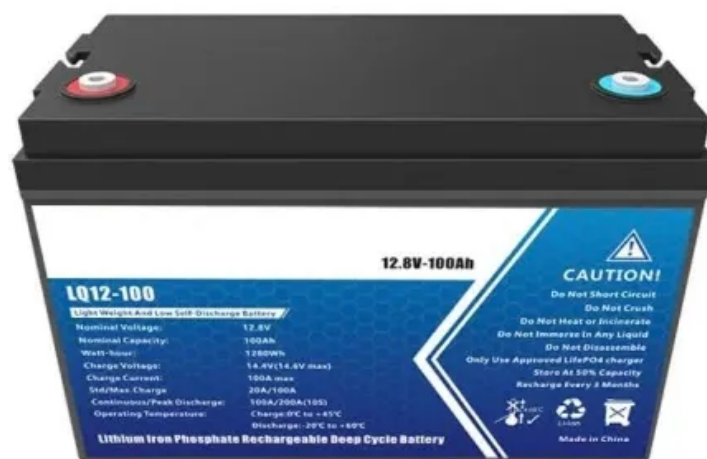 12.8V-100Ah
LQ12-100
Light Weight And Low Self-Discharge Battery
Nominal Voltage: 12.8V
Nominal Capacity: 100Ah
Watt-hour: 1280Wh
Charge Voltage: 14.4V(14.6V max)
Charge Current: 100A max
Std/Max.Charge 20A/100A
Continuous/Peak Discharge: 100A/200A(10S)
Operating Temperature: Charge:0℃ to +45℃
Discharge:-20℃ to +60℃
Lithium Iron Phosphate Rechargeable Deep Cycle Battery
CAUTION!
Do Not Short Circuit
Do Not Crush
Do Not Heat or Incinerate
Do Not Immerse In Any Liquid
Do Not Disassemble
Only Use Approved LifePO4 charger
Store At 50% Capacity
Recharge Every 3 Months
Li-ion
Made in China